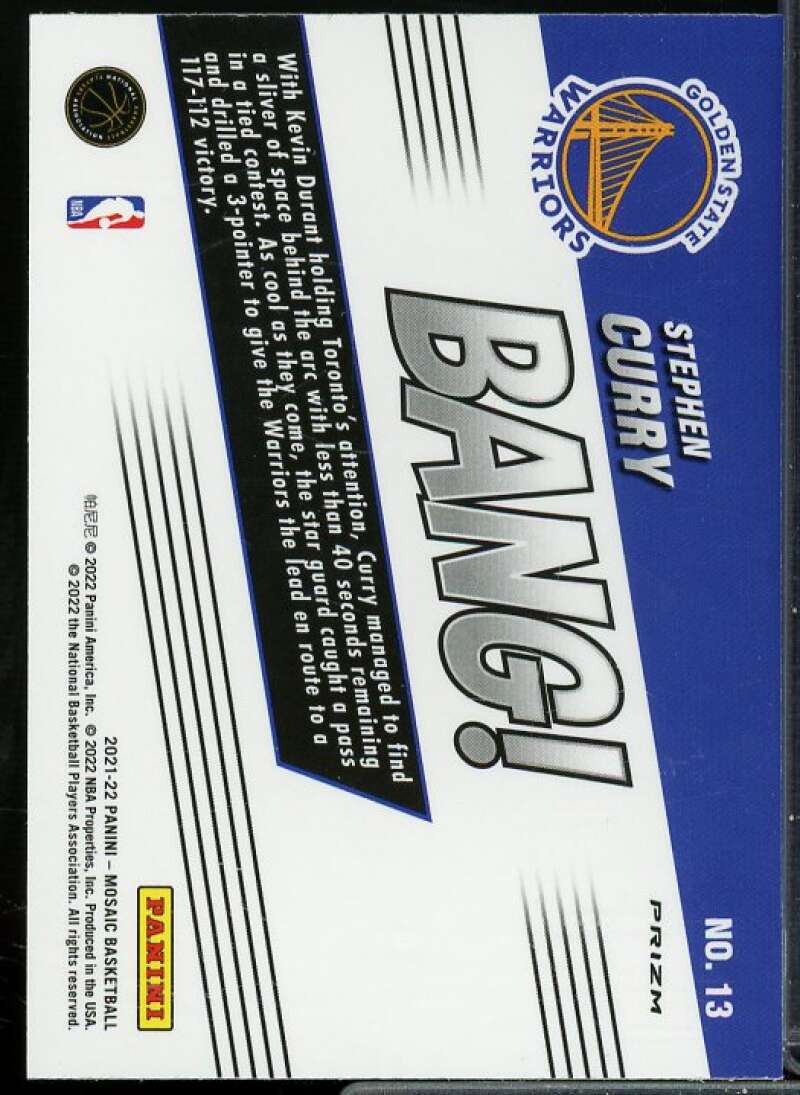 NO. 13
GOLDEN STATE
WARRIORS
STEPHEN
CURRY
PRIZM
BANG!
With Kevin Durant holding Toronto's attention, Curry managed to find
a sliver of space behind the arc with less than 40 seconds remaining
in a tied contest. As cool as they come, the star guard caught a pass
and drilled a 3-pointer to give the Warriors the lead en route to a
117-112 victory.
NBA
PANINI
2021-22 PANINI – MOSAIC BASKETBALL
帕尼尼 © 2022 Panini America, Inc. © 2022 NBA Properties, Inc. Produced in the USA.
© 2022 the National Basketball Players Association. All rights reserved.